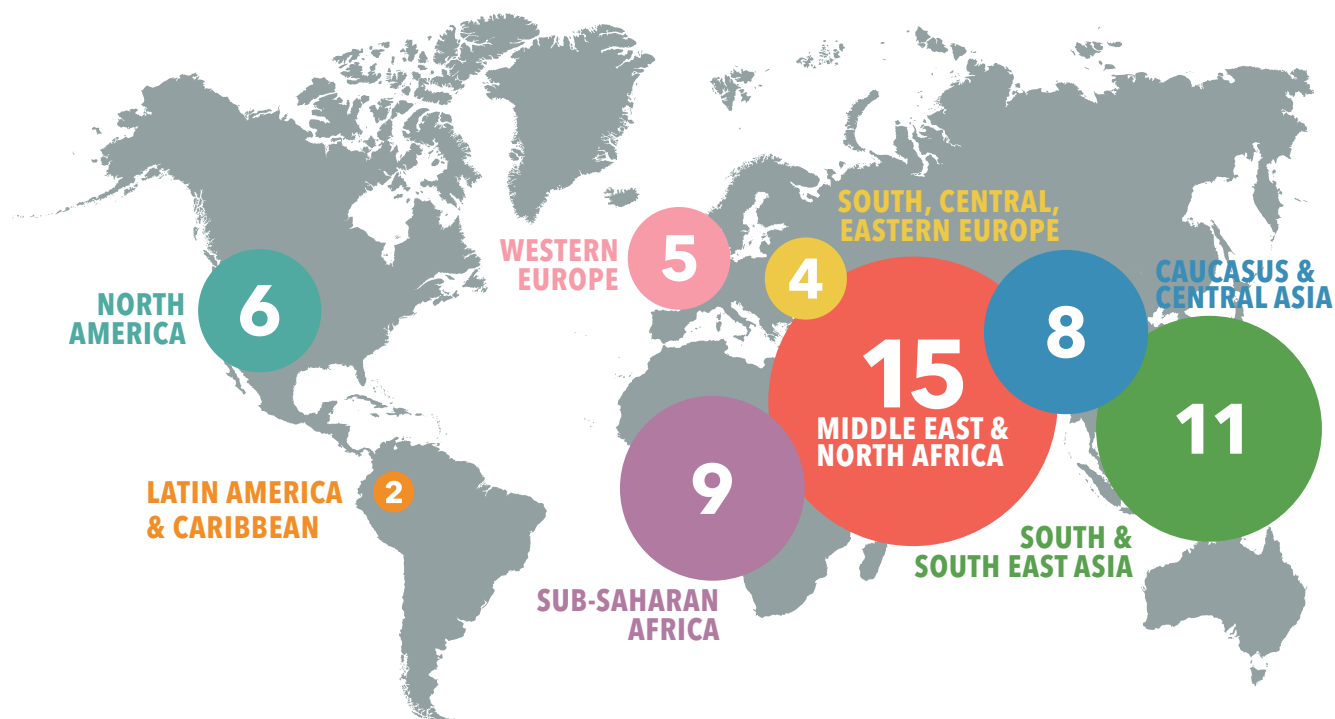 NORTH
AMERICA
6
LATIN AMERICA
& CARIBBEAN
2
WESTERN
EUROPE
5
SOUTH, CENTRAL,
EASTERN EUROPE
4
CAUCASUS &
CENTRAL ASIA
8
15
MIDDLE EAST &
NORTH AFRICA
11
SOUTH &
SOUTH EAST ASIA
9
SUB-SAHARAN
AFRICA